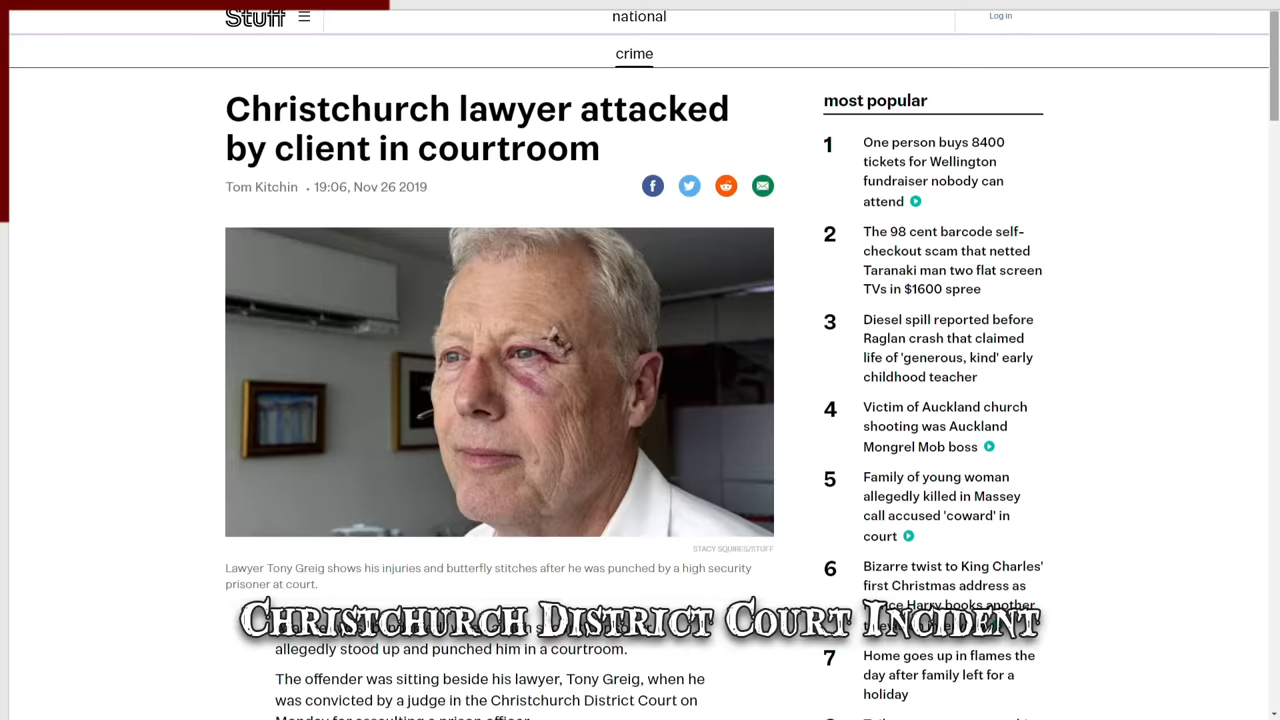 Stuff
national
Log in
crime
Christchurch lawyer attacked
by client in courtroom
Tom Kitchin • 19:06, Nov 26 2019
STACY SQUIRES/STUFF
Lawyer Tony Greig shows his injuries and butterfly stitches after he was punched by a high security
prisoner at court.
Christchurch District Court Incident
allegedly stood up and punched him in a courtroom.
The offender was sitting beside his lawyer, Tony Greig, when he
was convicted by a judge in the Christchurch District Court on
Monday for assaulting a prison officer.
most popular
1 One person buys 8400
tickets for Wellington
fundraiser nobody can
attend
2 The 98 cent barcode self-
checkout scam that netted
Taranaki man two flat screen
TVs in $1600 spree
3 Diesel spill reported before
Raglan crash that claimed
life of 'generous, kind' early
childhood teacher
4 Victim of Auckland church
shooting was Auckland
Mongrel Mob boss
5 Family of young woman
allegedly killed in Massey
call accused 'coward' in
court
6 Bizarre twist to King Charles'
first Christmas address as
Harry books another
7 Home goes up in flames the
day after family left for a
holiday